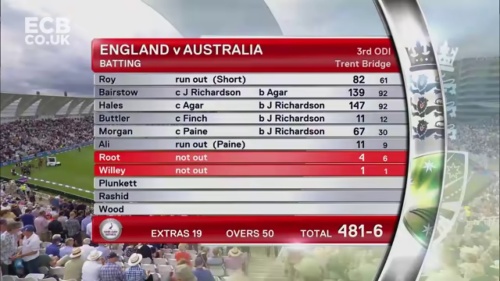 ECB
CO.UK
ENGLAND v AUSTRALIA 3rd ODI
BATTING Trent Bridge
Roy run out (Short) 82 61
Bairstow c J Richardson b Agar 139 92
Hales c Agar b J Richardson 147 92
Buttler c Finch b J Richardson 11 12
Morgan c Paine b J Richardson 67 30
Ali run out (Paine) 11 9
Root not out 4 6
Willey not out 1 1
Plunkett
Rashid
Wood
EXTRAS 19 OVERS 50 TOTAL 481-6